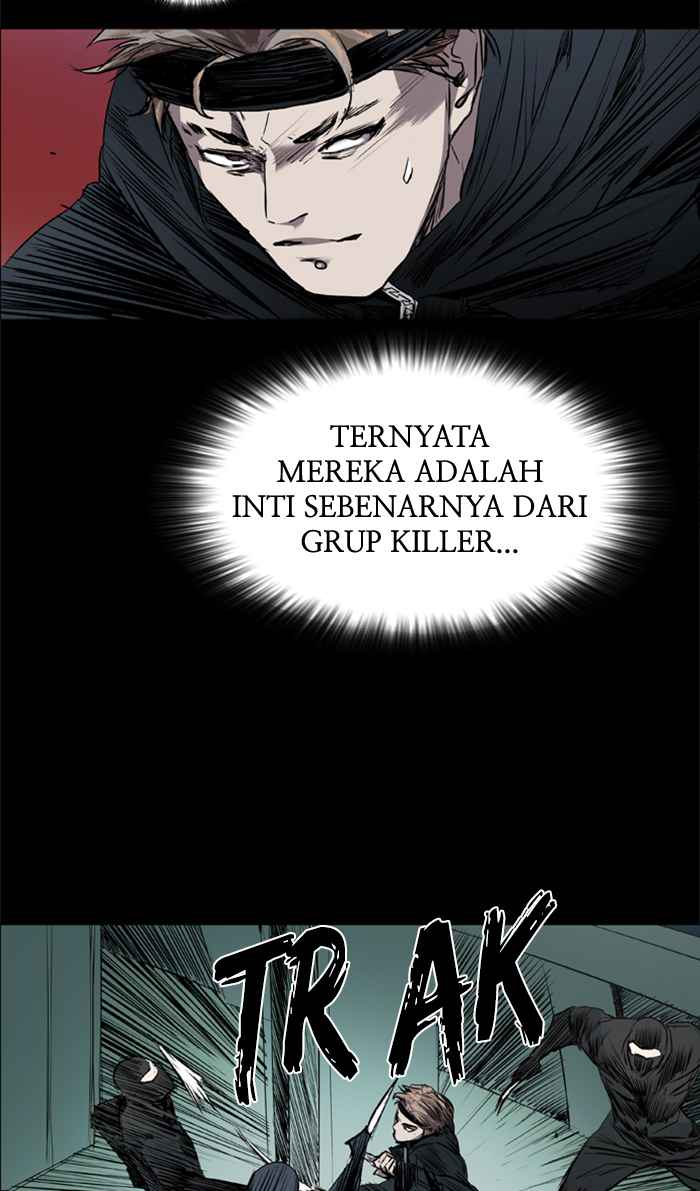 TERNYATA
MEREKA ADALAH
INTI SEBENARNYA DARI
GRUP KILLER...
TRAK